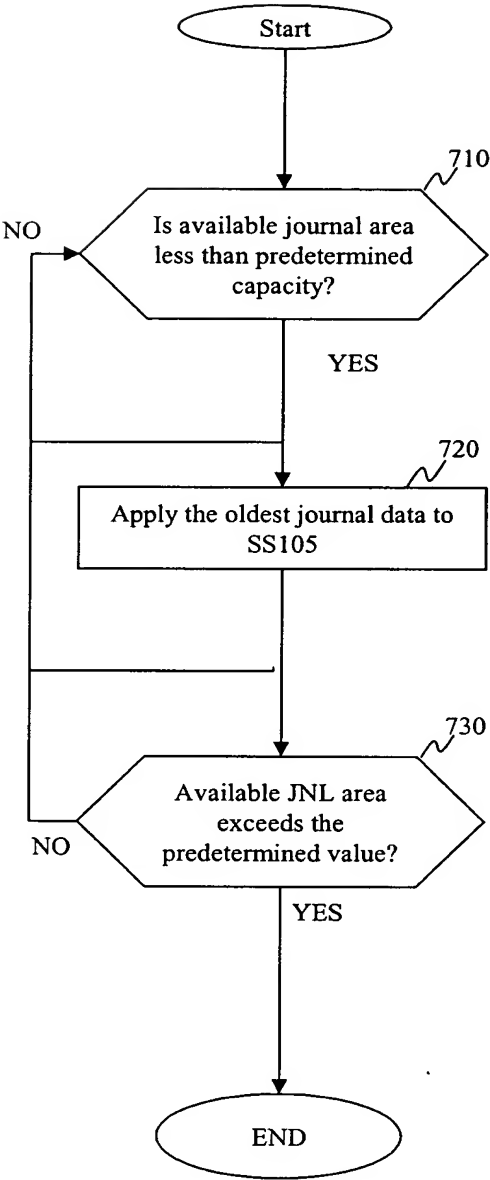 Start
710
NO
Is available journal area
less than predetermined
capacity?
YES
720
Apply the oldest journal data to
SS105
730
Available JNL area
exceeds the
predetermined value?
NO
YES
END